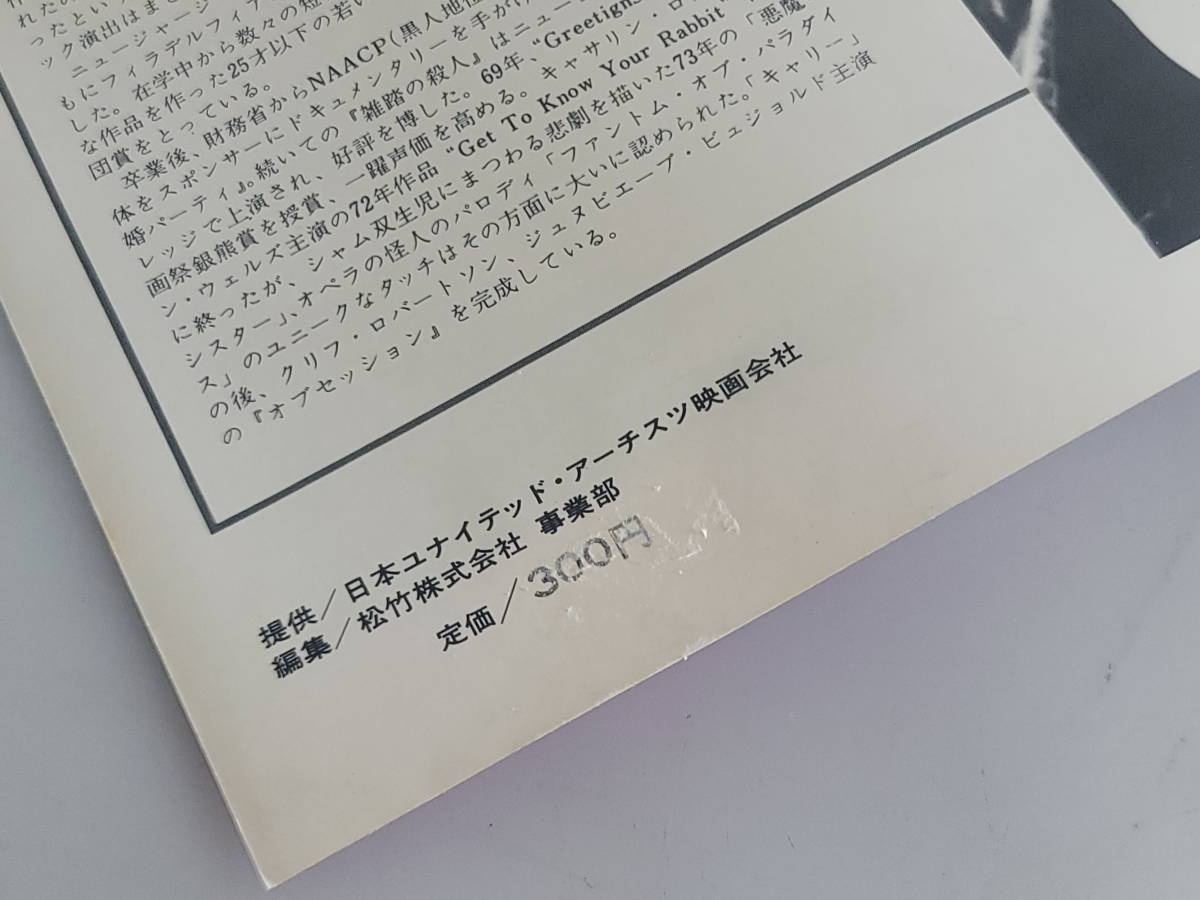 れたの
ったという
ック演出はまさ
ニュージャージ
もにフィラデルフィア
した。在学中から数々の短
な作品を作った25才以下の若い
団賞をとっている。
卒業後、財務省からNAACP(黒人地位
体をスポンサーにドキュメンタリーを手がけ
婚パーティ』。続いての『雑踏の殺人』はニュー
レッジで上演され、好評を博した。69年、“Greetigns
画祭銀熊賞を授賞、一躍声価を高める。キャサリン・ロ
ン・ウェルズ主演の72年作品 “Get To Know Your Rabbit”
に終ったが、シャム双生児にまつわる悲劇を描いた73年の「悪魔
シスター」、オペラの怪人のパロディ「ファントム・オブ・パラダイ
ス」のユニークなタッチはその方面に大いに認められた。「キャリー」
の後、クリフ・ロバートソン、ジュヌビエーブ・ビュジョルド主演
の『オブセッション』を完成している。
提供/日本ユナイテッド・アーチスツ映画会社
編集/松竹株式会社 事業部
定価/300円